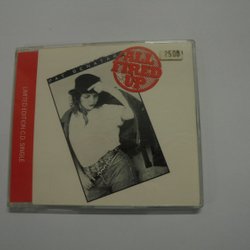 PAT BENATAR
ALL
FIRED
UP
LIMITED EDITION C.D. SINGLE